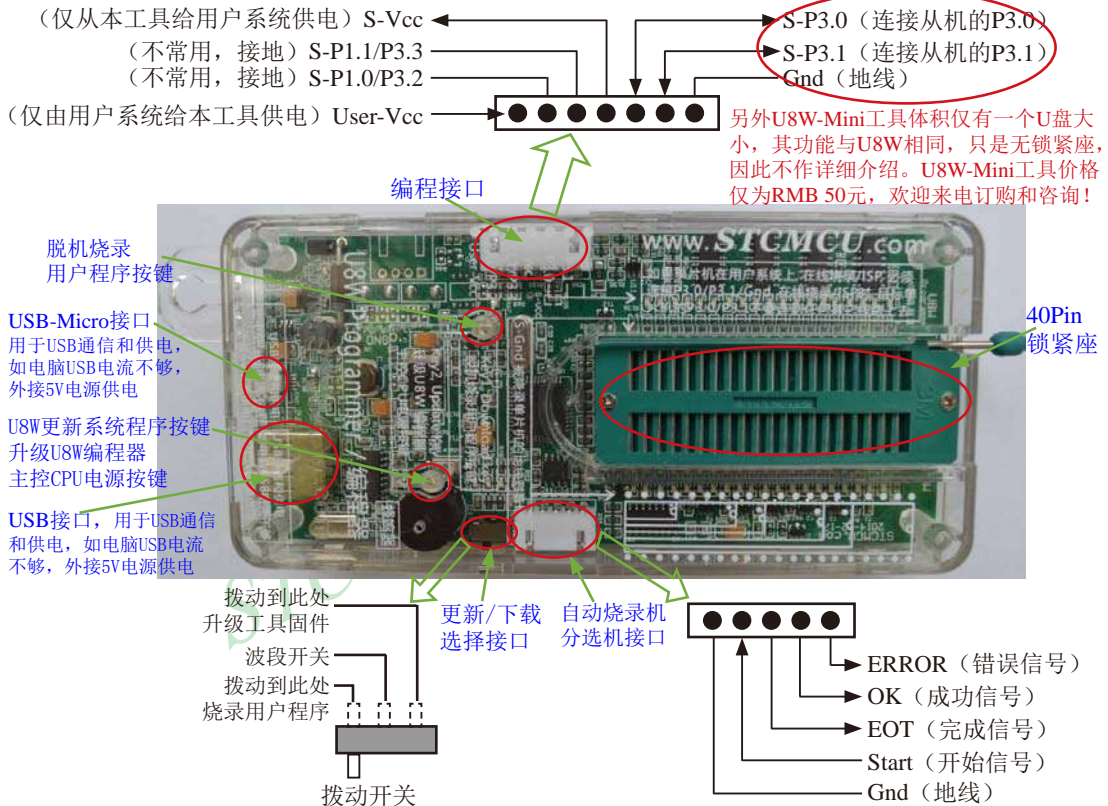 （仅从本工具给用户系统供电）S-Vcc
（不常用，接地）S-P1.1/P3.3
（不常用，接地）S-P1.0/P3.2
（仅由用户系统给本工具供电）User-Vcc
S-P3.0（连接从机的P3.0）
S-P3.1（连接从机的P3.1）
Gnd（地线）
另外U8W-Mini工具体积仅有一个U盘大
小，其功能与U8W相同，只是无锁紧座，
因此不作详细介绍。U8W-Mini工具价格
仅为RMB 50元，欢迎来电订购和咨询！
编程接口
脱机烧录
用户程序按键
USB-Micro接口
用于USB通信和供电，
如电脑USB电流不够，
外接5V电源供电
U8W更新系统程序按键
升级U8W编程器
主控CPU电源按键
USB接口，用于USB通信
和供电，如电脑USB电流
不够，外接5V电源供电
www.STCMCU.com
U8W Programmer
40Pin
锁紧座
STC
拨动到此处
升级工具固件
波段开关
拨动到此处
烧录用户程序
拨动开关
更新/下载
选择接口
自动烧录机
分选机接口
ERROR（错误信号）
OK（成功信号）
EOT（完成信号）
Start（开始信号）
Gnd（地线）